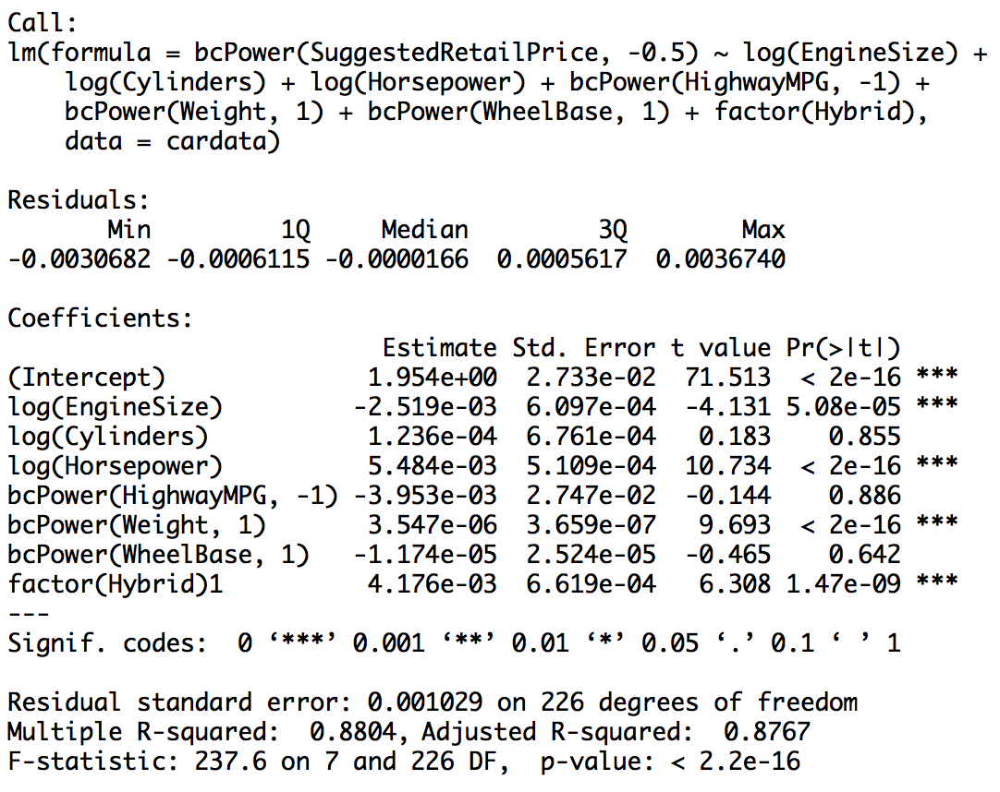 Call:
lm(formula = bcPower(SuggestedRetailPrice, -0.5) ~ log(EngineSize) +
    log(Cylinders) + log(Horsepower) + bcPower(HighwayMPG, -1) +
    bcPower(Weight, 1) + bcPower(WheelBase, 1) + factor(Hybrid),
    data = cardata)

Residuals:
       Min         1Q     Median         3Q        Max
-0.0030682 -0.0006115 -0.0000166  0.0005617  0.0036740

Coefficients:
                          Estimate Std. Error t value Pr(>|t|)
(Intercept)              1.954e+00  2.733e-02  71.513  < 2e-16 ***
log(EngineSize)         -2.519e-03  6.097e-04  -4.131 5.08e-05 ***
log(Cylinders)           1.236e-04  6.761e-04   0.183    0.855
log(Horsepower)          5.484e-03  5.109e-04  10.734  < 2e-16 ***
bcPower(HighwayMPG, -1) -3.953e-03  2.747e-02  -0.144    0.886
bcPower(Weight, 1)       3.547e-06  3.659e-07   9.693  < 2e-16 ***
bcPower(WheelBase, 1)   -1.174e-05  2.524e-05  -0.465    0.642
factor(Hybrid)1          4.176e-03  6.619e-04   6.308 1.47e-09 ***
---
Signif. codes:  0 ‘***’ 0.001 ‘**’ 0.01 ‘*’ 0.05 ‘.’ 0.1 ‘ ’ 1

Residual standard error: 0.001029 on 226 degrees of freedom
Multiple R-squared:  0.8804, Adjusted R-squared:  0.8767
F-statistic: 237.6 on 7 and 226 DF,  p-value: < 2.2e-16